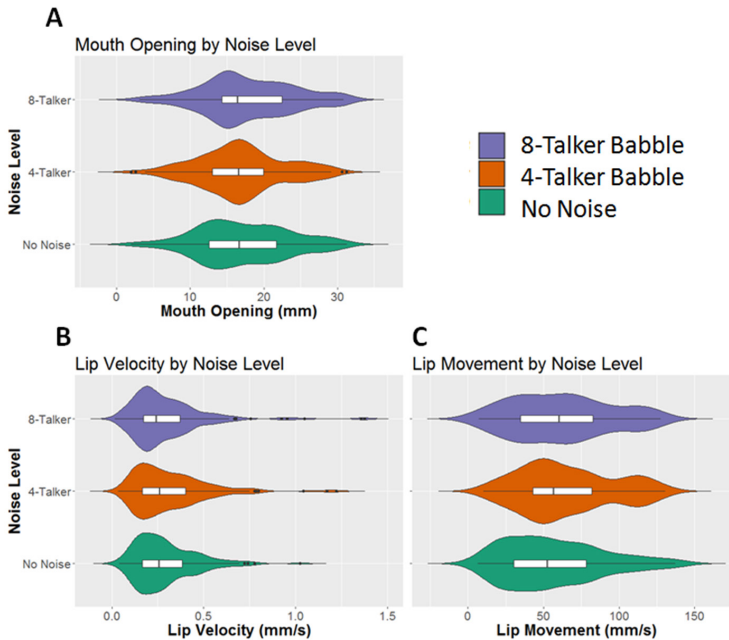 A
Mouth Opening by Noise Level
Noise Level
8-Talker
4-Talker
No Noise
0 10 20 30
Mouth Opening (mm)
8-Talker Babble
4-Talker Babble
No Noise
B
Lip Velocity by Noise Level
Noise Level
8-Talker
4-Talker
No Noise
0.0 0.5 1.0 1.5
Lip Velocity (mm/s)
C
Lip Movement by Noise Level
0 50 100 150
Lip Movement (mm/s)